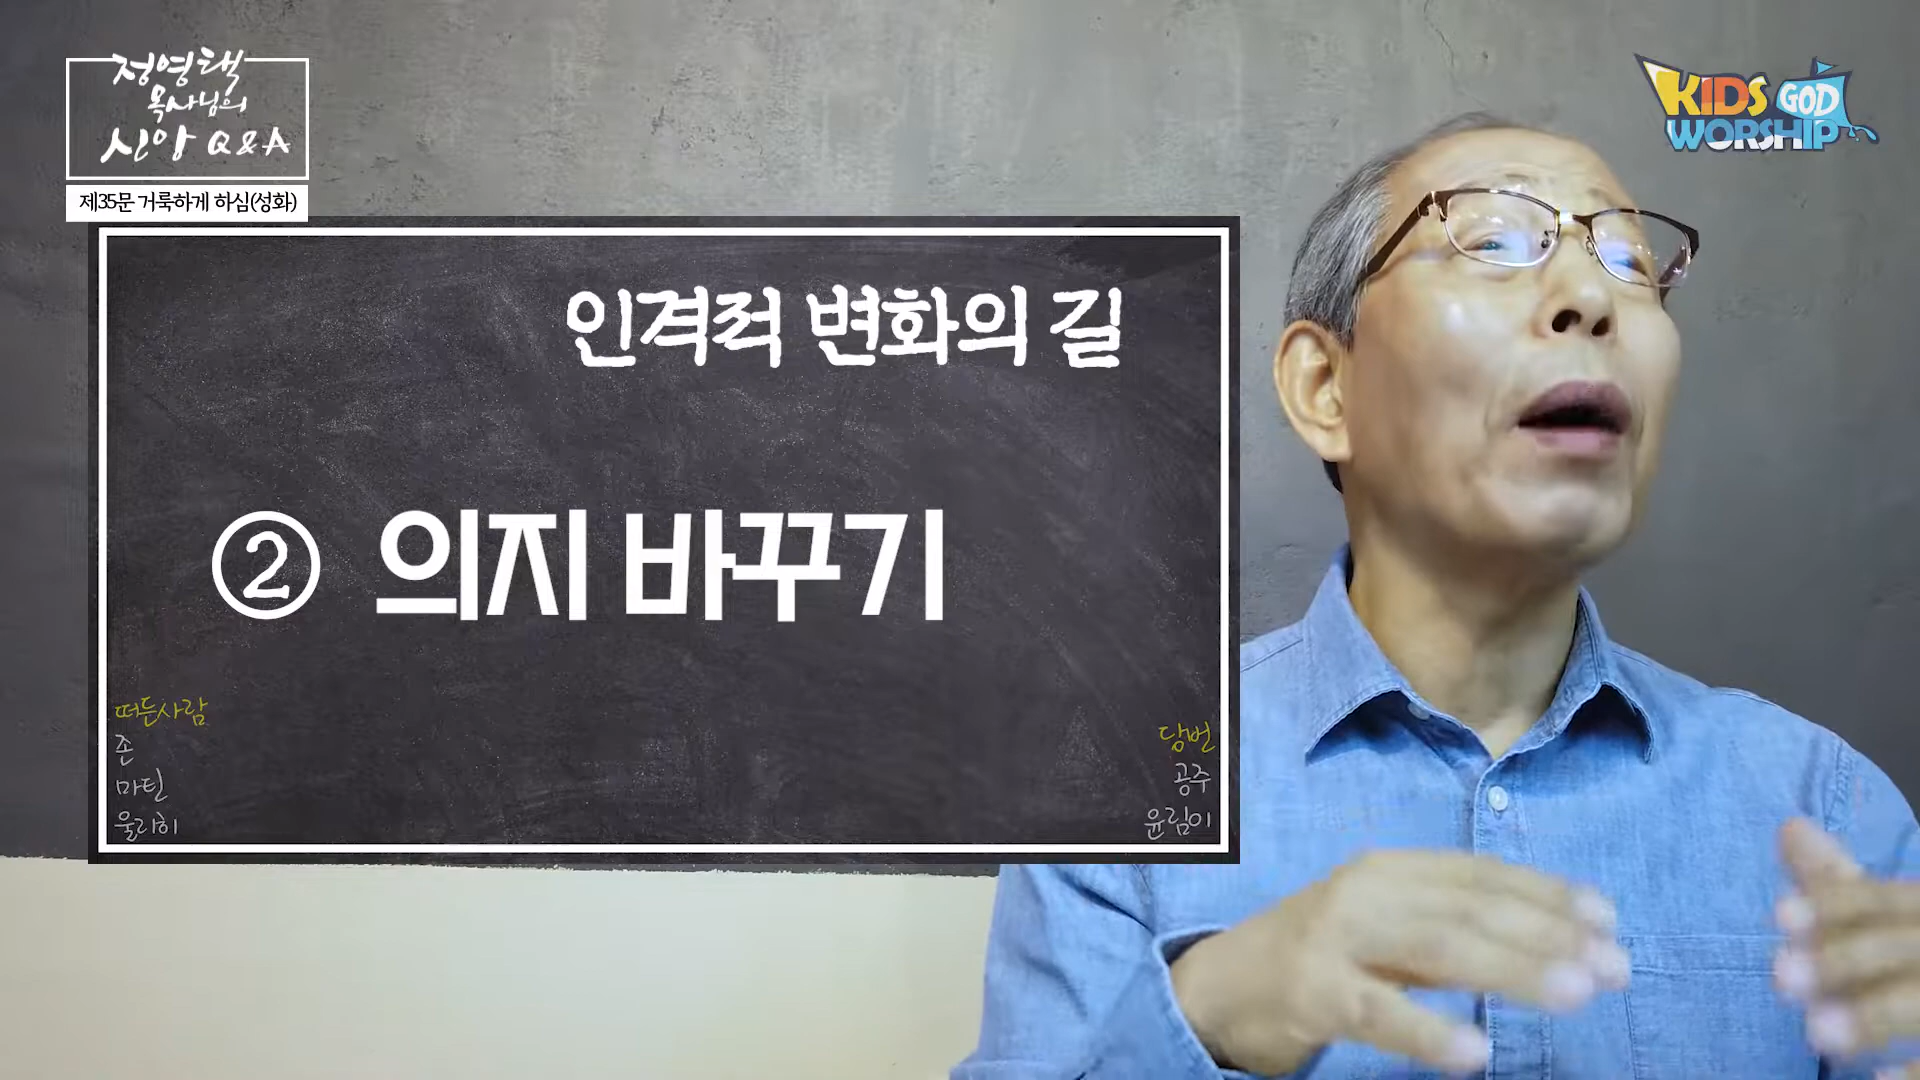 정영택
목사님의
신앙 Q&A
제35문 거룩하게 하심(성화)
KIDS GOD
WORSHIP
인격적 변화의 길
② 의지 바꾸기
떠든사람
존
마틴
울리히
당번
공주
윤림이